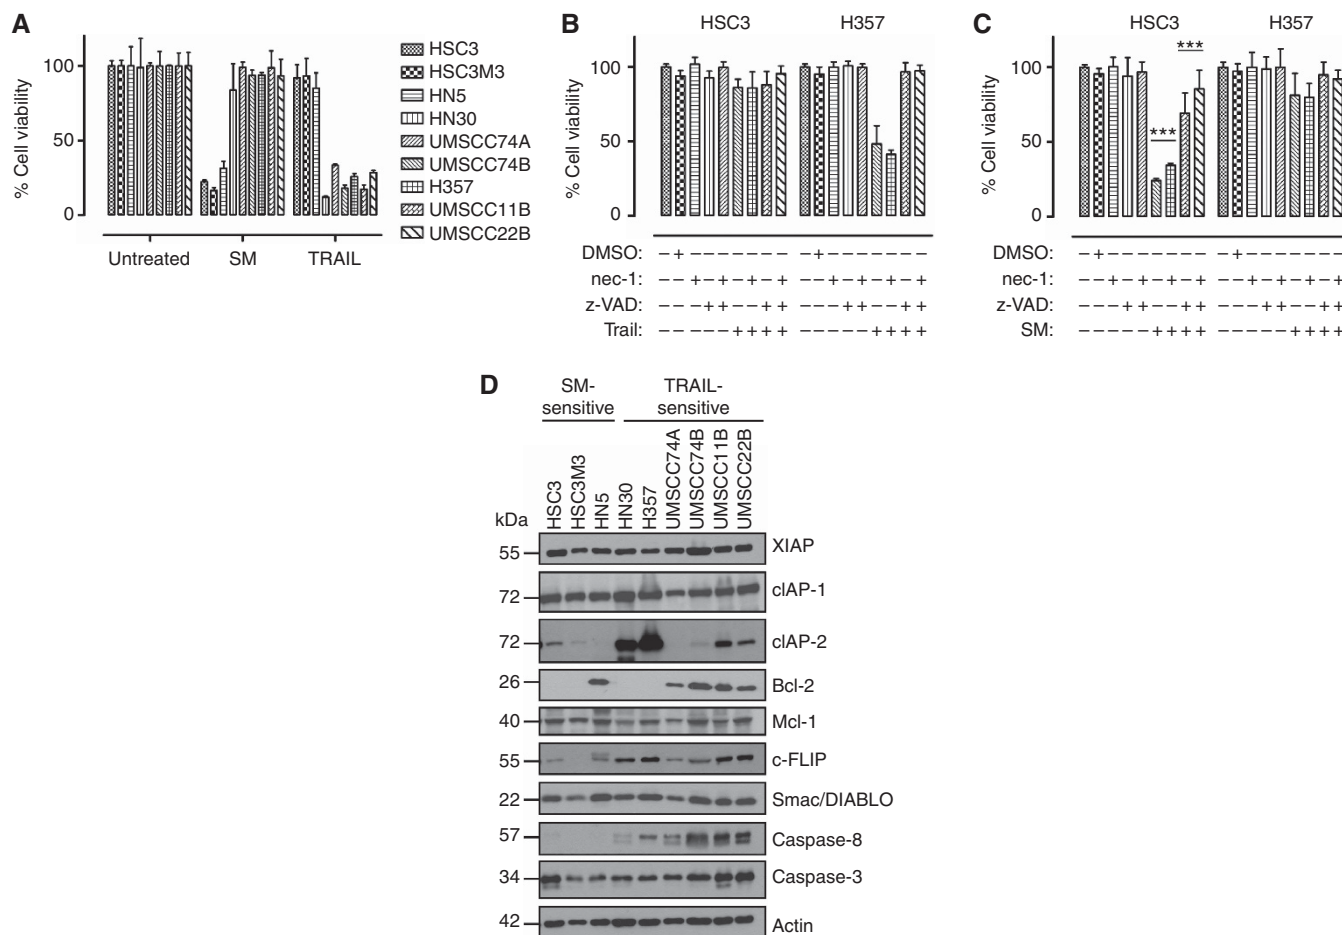 A
% Cell viability
100
50
0
Untreated SM TRAIL
HSC3
HSC3M3
HN5
HN30
UMSCC74A
UMSCC74B
H357
UMSCC11B
UMSCC22B
B
HSC3 H357
% Cell viability
100
50
0
DMSO: − + − − − − − − − − + − − − − − − −
nec-1: − − + − + − + − + − − + − + − + − +
z-VAD: − − − + + − − + + − − − + + − − + +
Trail: − − − − − + + + + − − − − − + + + +
C
HSC3 H357
*** ***
% Cell viability
100
50
0
DMSO: − + − − − − − − − − + − − − − − − −
nec-1: − − + − + − + − + − − + − + − + − +
z-VAD: − − − + + − − + + − − − + + − − + +
SM: − − − − − + + + + − − − − − + + + +
D
SM-
sensitive
TRAIL-
sensitive
kDa
HSC3
HSC3M3
HN5
HN30
H357
UMSCC74A
UMSCC74B
UMSCC11B
UMSCC22B
55 XIAP
72 cIAP-1
72 cIAP-2
26 Bcl-2
40 Mcl-1
55 c-FLIP
22 Smac/DIABLO
57 Caspase-8
34 Caspase-3
42 Actin